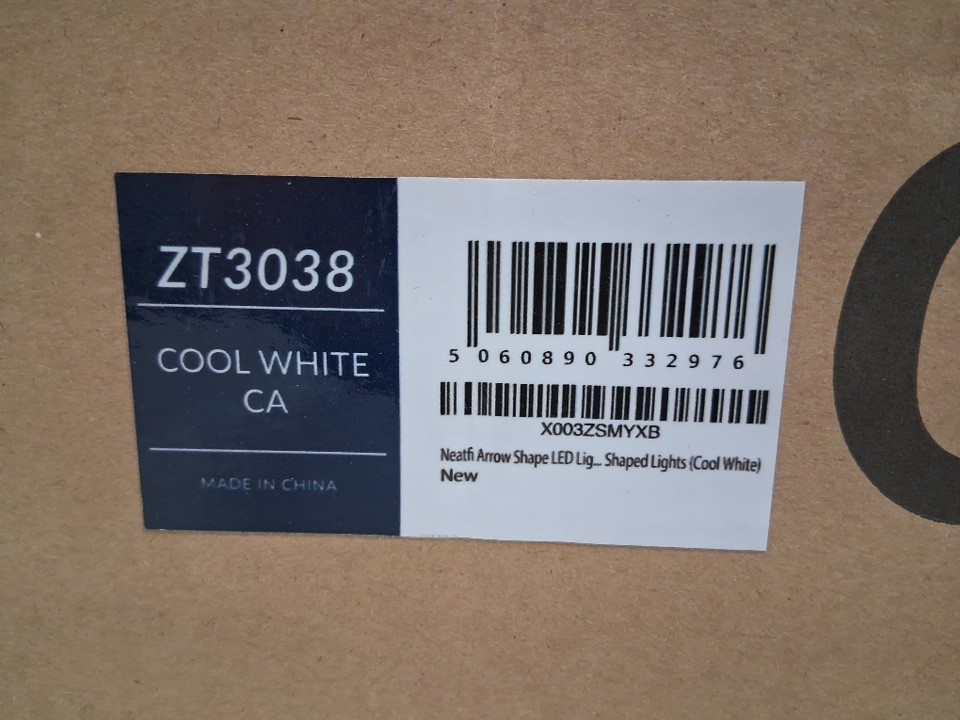 ZT3038
COOL WHITE
CA
MADE IN CHINA
5 060890 332976
X003ZSMYXB
Neatfi Arrow Shape LED Lig... Shaped Lights (Cool White)
New